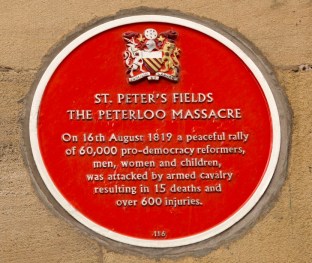 ST. PETER'S FIELDS
THE PETERLOO MASSACRE
On 16th August 1819 a peaceful rally
of 60,000 pro-democracy reformers,
men, women and children,
was attacked by armed cavalry
resulting in 15 deaths and
over 600 injuries.